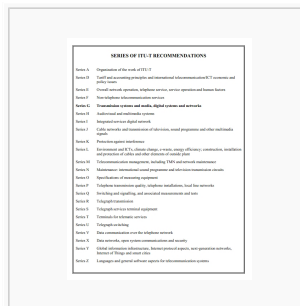 SERIES OF ITU-T RECOMMENDATIONS
Series A Organization of the work of ITU-T
Series D Tariff and accounting principles and international telecommunication/ICT economic and
policy issues
Series E Overall network operation, telephone service, service operation and human factors
Series F Non-telephone telecommunication services
Series G Transmission systems and media, digital systems and networks
Series H Audiovisual and multimedia systems
Series I Integrated services digital network
Series J Cable networks and transmission of television, sound programme and other multimedia
signals
Series K Protection against interference
Series L Environment and ICTs, climate change, e-waste, energy efficiency; construction, installation
and protection of cables and other elements of outside plant
Series M Telecommunication management, including TMN and network maintenance
Series N Maintenance: international sound programme and television transmission circuits
Series O Specifications of measuring equipment
Series P Telephone transmission quality, telephone installations, local line networks
Series Q Switching and signalling, and associated measurements and tests
Series R Telegraph transmission
Series S Telegraph services terminal equipment
Series T Terminals for telematic services
Series U Telegraph switching
Series V Data communication over the telephone network
Series X Data networks, open system communications and security
Series Y Global information infrastructure, Internet protocol aspects, next-generation networks,
Internet of Things and smart cities
Series Z Languages and general software aspects for telecommunication systems